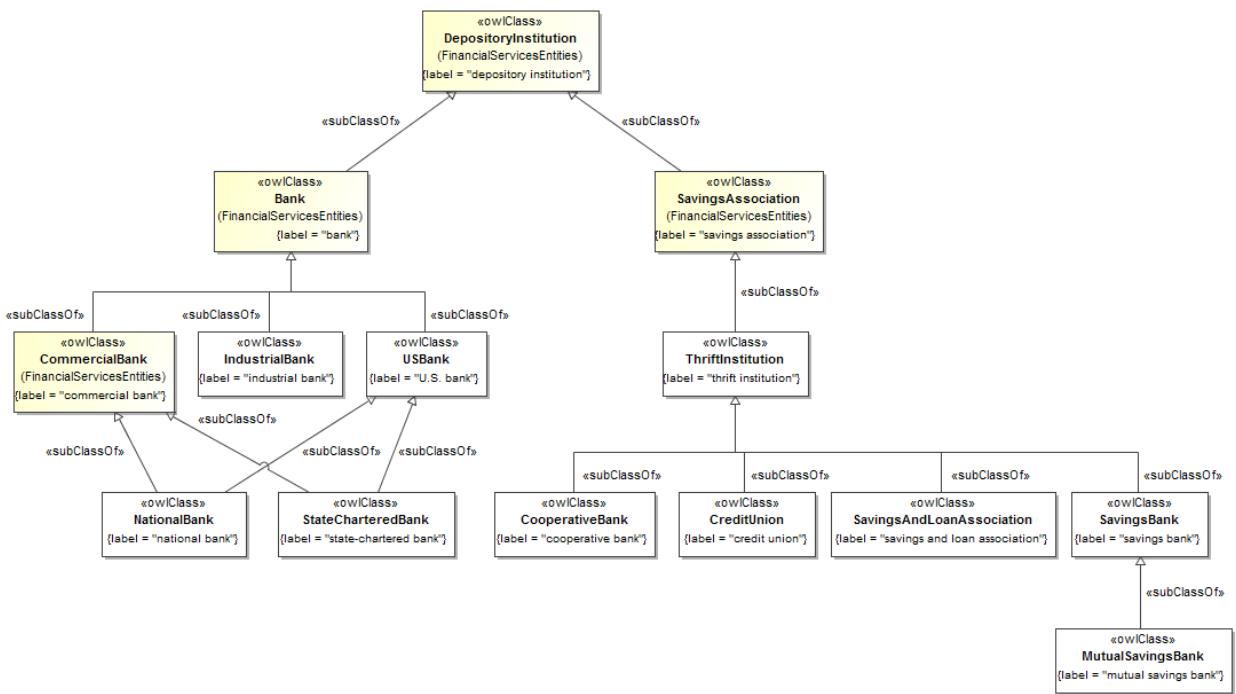 «owlClass»
DepositoryInstitution
(FinancialServicesEntities)
{label = "depository institution"}
«subClassOf»
«subClassOf»
«owlClass»
Bank
(FinancialServicesEntities)
{label = "bank"}
«owlClass»
SavingsAssociation
(FinancialServicesEntities)
{label = "savings association"}
«subClassOf»
«subClassOf»
«subClassOf»
«subClassOf»
«owlClass»
CommercialBank
(FinancialServicesEntities)
{label = "commercial bank"}
«owlClass»
IndustrialBank
{label = "industrial bank"}
«owlClass»
USBank
{label = "U.S. bank"}
«owlClass»
ThriftInstitution
{label = "thrift institution"}
«subClassOf»
«subClassOf»
«subClassOf»
«subClassOf»
«subClassOf»
«subClassOf»
«subClassOf»
«subClassOf»
«owlClass»
NationalBank
{label = "national bank"}
«owlClass»
StateCharteredBank
{label = "state-chartered bank"}
«owlClass»
CooperativeBank
{label = "cooperative bank"}
«owlClass»
CreditUnion
{label = "credit union"}
«owlClass»
SavingsAndLoanAssociation
{label = "savings and loan association"}
«owlClass»
SavingsBank
{label = "savings bank"}
«subClassOf»
«owlClass»
MutualSavingsBank
{label = "mutual savings bank"}